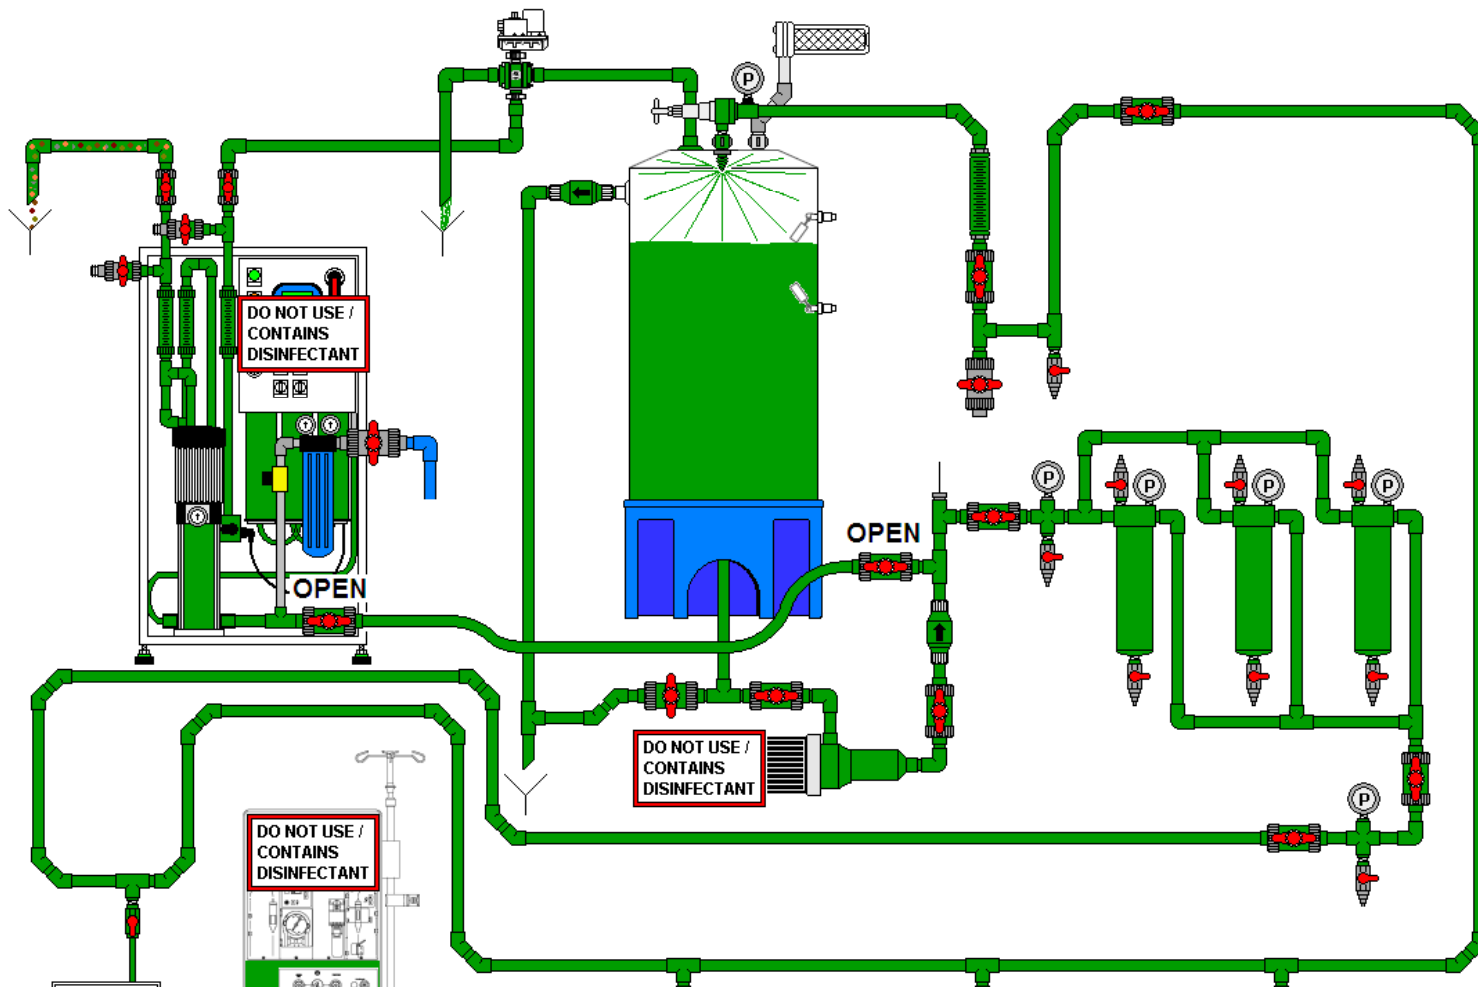 P
DO NOT USE /
CONTAINS
DISINFECTANT
OPEN
P
P
P
P
OPEN
DO NOT USE /
CONTAINS
DISINFECTANT
P
DO NOT USE /
CONTAINS
DISINFECTANT